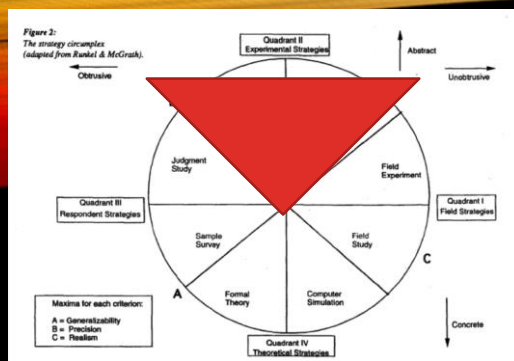 Figure 2:
The strategy circumplex
(adapted from Runkel & McGrath).
Obtrusive
Quadrant II
Experimental Strategies
Abstract
Unobtrusive
Judgment
Study
Field
Experiment
Quadrant III
Respondent Strategies
Quadrant I
Field Strategies
Sample
Survey
Field
Study
C
A
Formal
Theory
Computer
Simulation
Maxima for each criterion:
A = Generalizability
B = Precision
C = Realism
Concrete
Quadrant IV
Theoretical Strategies